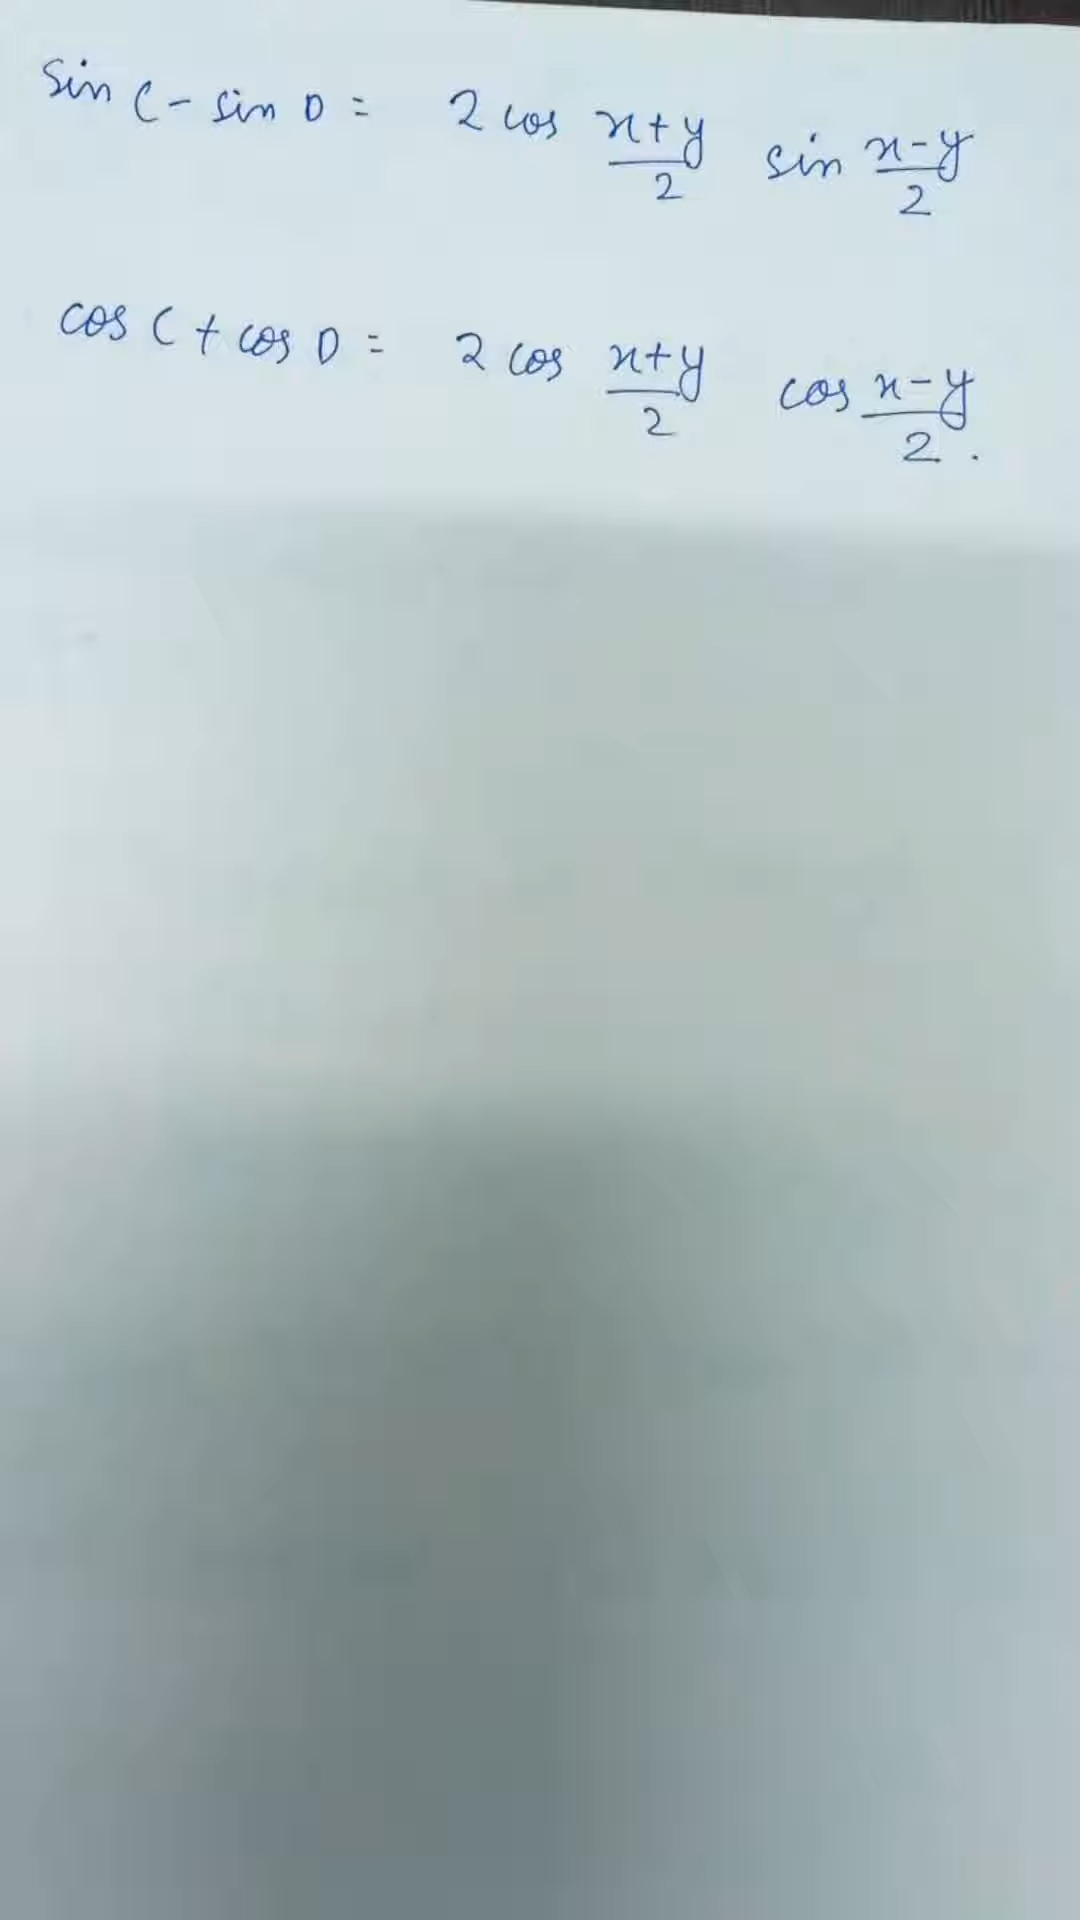 sin C - sin D = 2 cos (x+y)/2 sin (x-y)/2
cos C + cos D = 2 cos (x+y)/2 cos (x-y)/2.